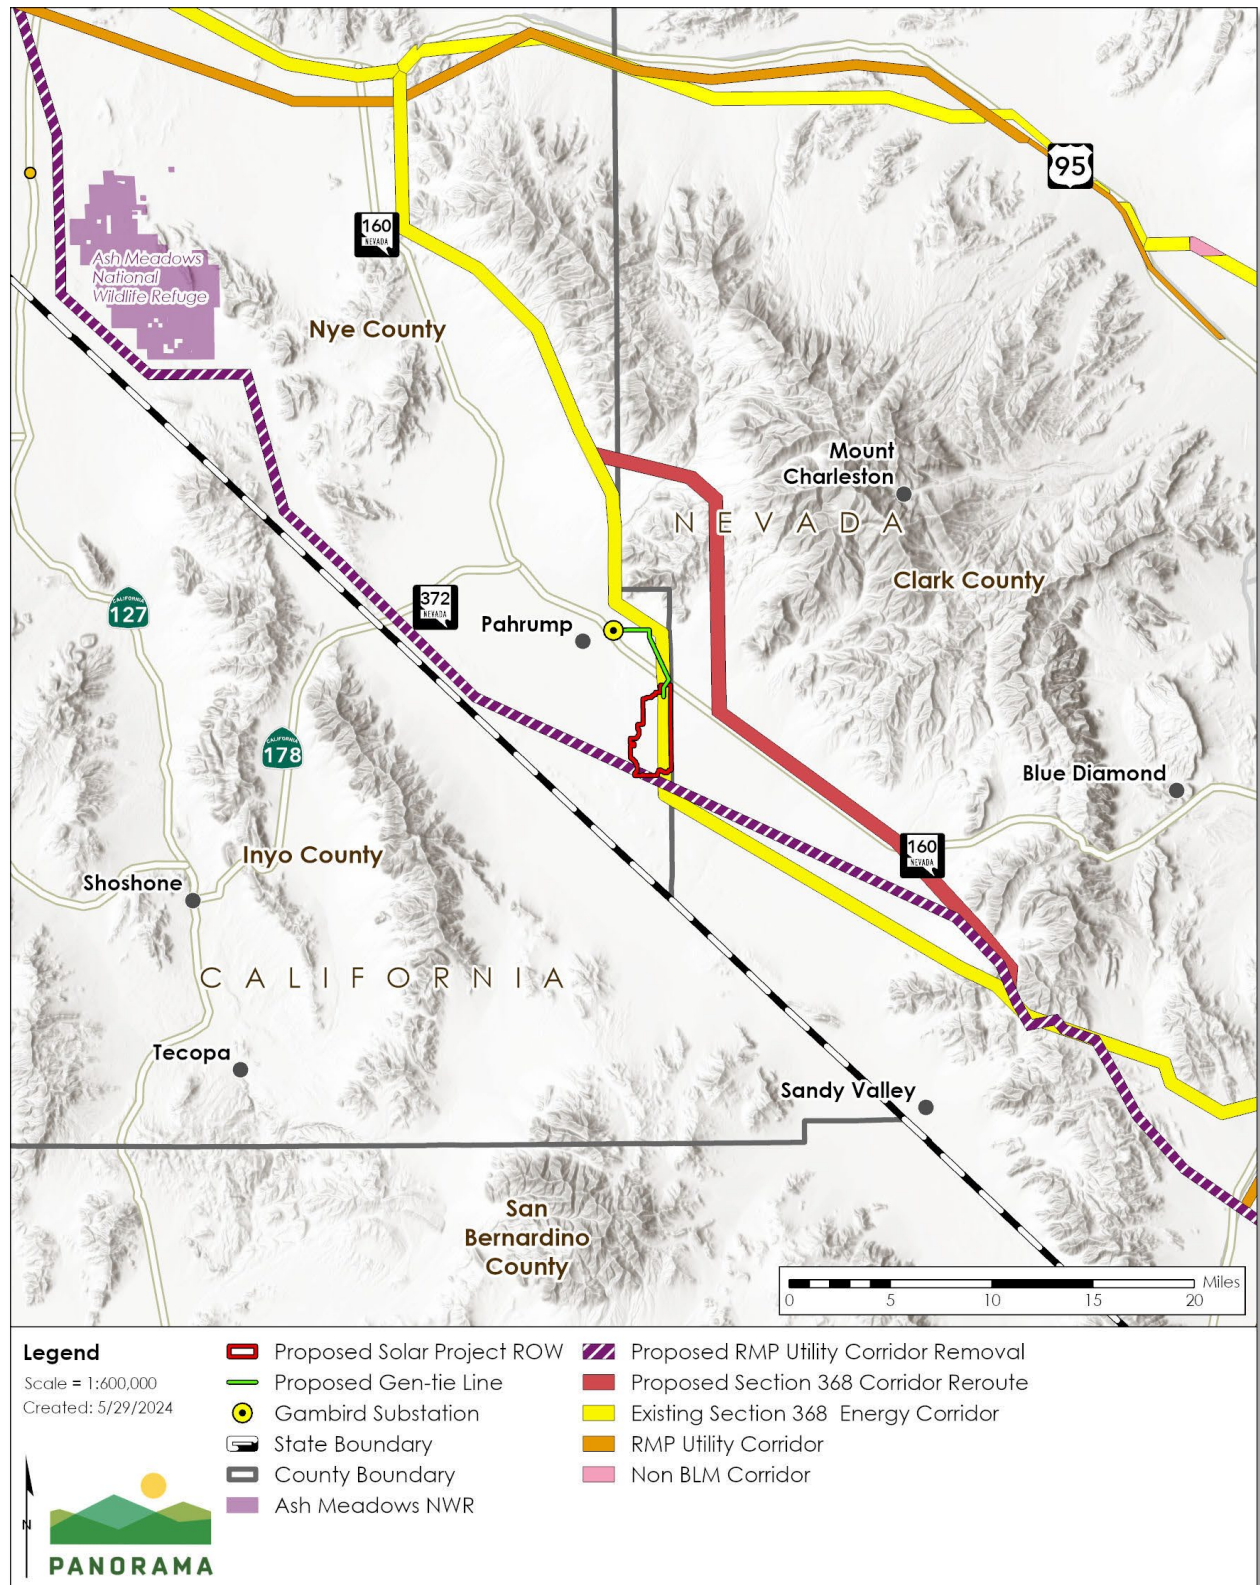 95
160
NEVADA
Ash Meadows
National
Wildlife Refuge
Nye County
Mount
Charleston
NEVADA
Clark County
CALIFORNIA
127
372
NEVADA
Pahrump
CALIFORNIA
178
Blue Diamond
160
NEVADA
Inyo County
Shoshone
CALIFORNIA
Tecopa
Sandy Valley
San
Bernardino
County
Miles
0 5 10 15 20
Legend
Scale = 1:600,000
Created: 5/29/2024
N
PANORAMA
Proposed Solar Project ROW
Proposed Gen-tie Line
Gambird Substation
State Boundary
County Boundary
Ash Meadows NWR
Proposed RMP Utility Corridor Removal
Proposed Section 368 Corridor Reroute
Existing Section 368 Energy Corridor
RMP Utility Corridor
Non BLM Corridor